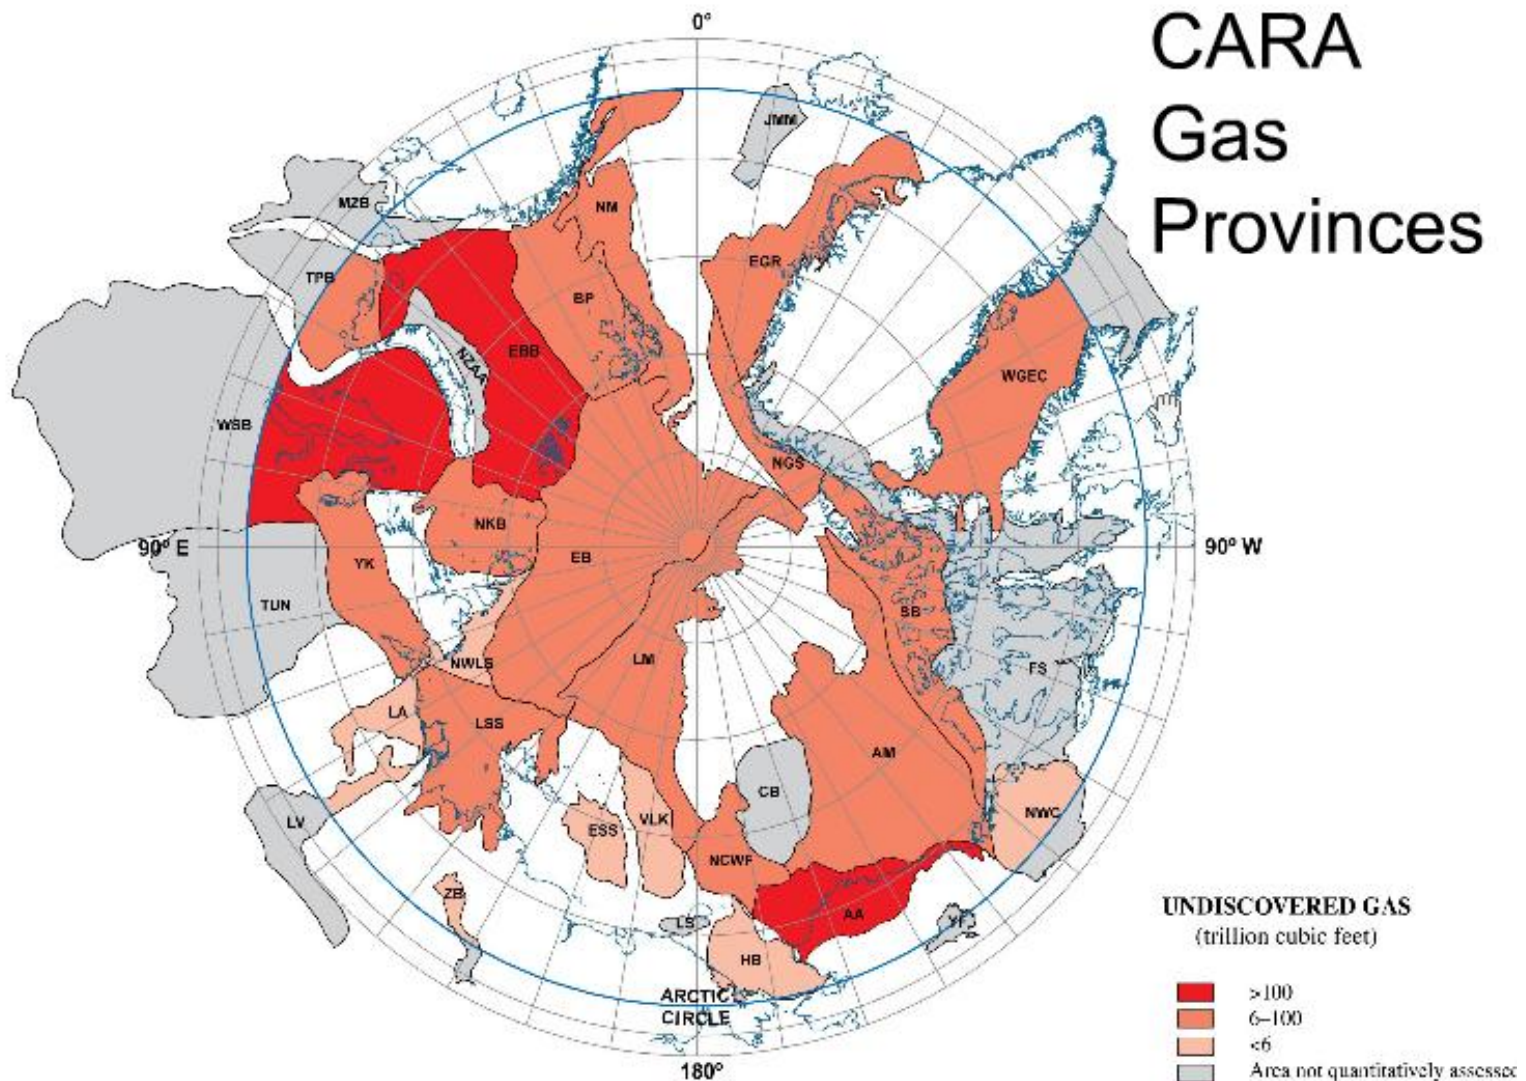 CARA
Gas
Provinces
0°
JMM
MZB
NM
EGR
TPB
BP
NZAA
EBB
WGEC
WSB
NGS
NKB
90° E
EB
90° W
YK
TUN
SB
NWLS
LM
FS
LA
LSS
AM
CB
LV
ESS
VLK
NWC
NCWF
ZB
AA
LS
YF
HB
ARCTIC
CIRCLE
180°
UNDISCOVERED GAS
(trillion cubic feet)
>100
6–100
<6
Area not quantitatively assessed